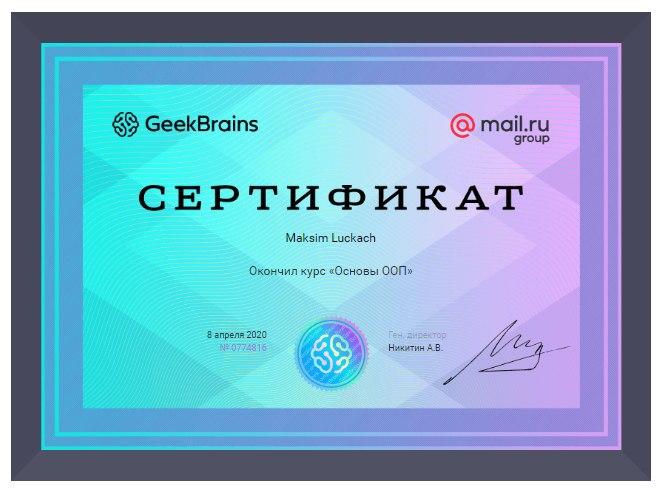 GeekBrains
@mail.ru
group
СЕРТИФИКАТ
Maksim Luckach
Окончил курс «Основы ООП»
8 апреля 2020
№ 0774816
Ген. директор
Никитин А.В.